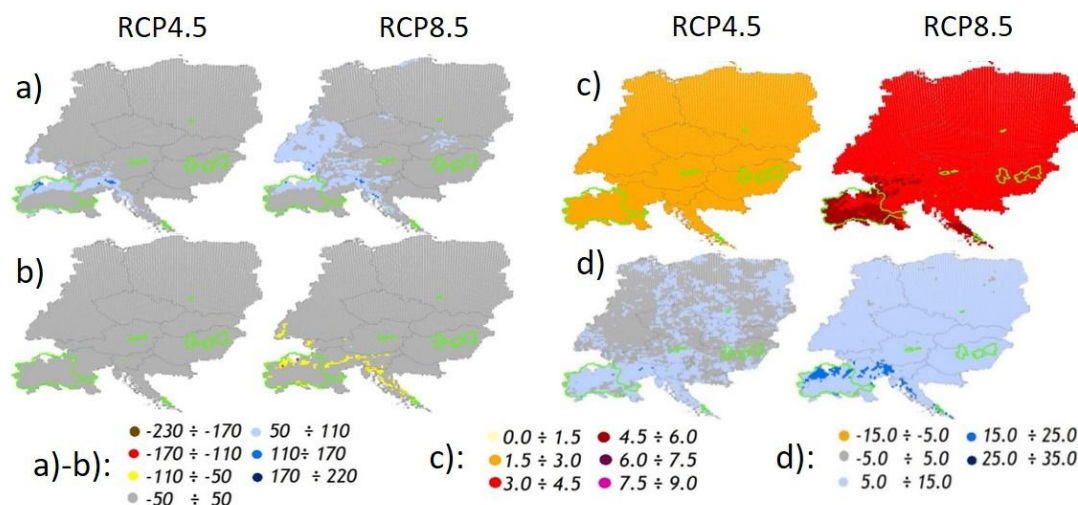 RCP4.5 RCP8.5 RCP4.5 RCP8.5
a) c)
b) d)
a)-b):
-230 ÷ -170
-170 ÷ -110
-110 ÷ -50
-50 ÷ 50
50 ÷ 110
110÷ 170
170 ÷ 220
c):
0.0 ÷ 1.5
1.5 ÷ 3.0
3.0 ÷ 4.5
4.5 ÷ 6.0
6.0 ÷ 7.5
7.5 ÷ 9.0
d):
-15.0 ÷ -5.0
-5.0 ÷ 5.0
5.0 ÷ 15.0
15.0 ÷ 25.0
25.0 ÷ 35.0